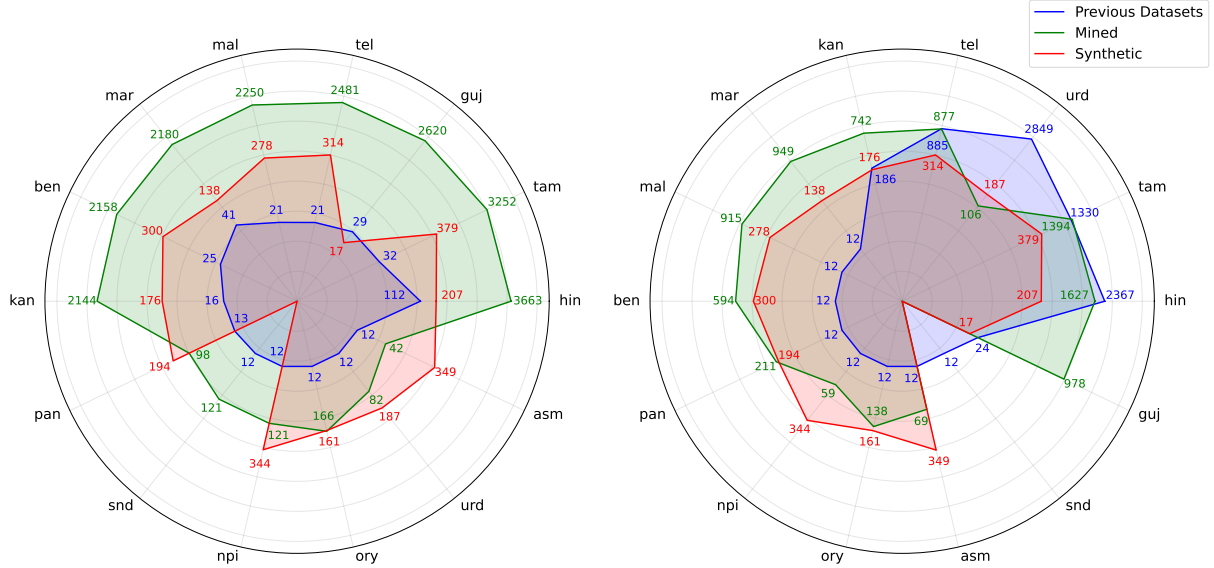 Previous Datasets
Mined
Synthetic
mal
tel
mar
guj
ben
tam
kan
hin
pan
asm
snd
urd
npi
ory
2250
2481
2180
2620
2158
3252
2144
3663
278
314
138
300
17
379
176
207
194
349
187
344
161
41
21
21
29
25
32
16
112
13
12
12
12
12
12
12
98
42
121
82
121
166
kan
tel
mar
urd
mal
tam
ben
hin
pan
guj
npi
snd
ory
asm
742
877
2849
949
176
885
186
314
187
138
106
1330
1394
915
278
12
379
12
594
300
12
207
1627
2367
12
17
24
211
194
12
12
12
12
978
59
138
69
344
161
349